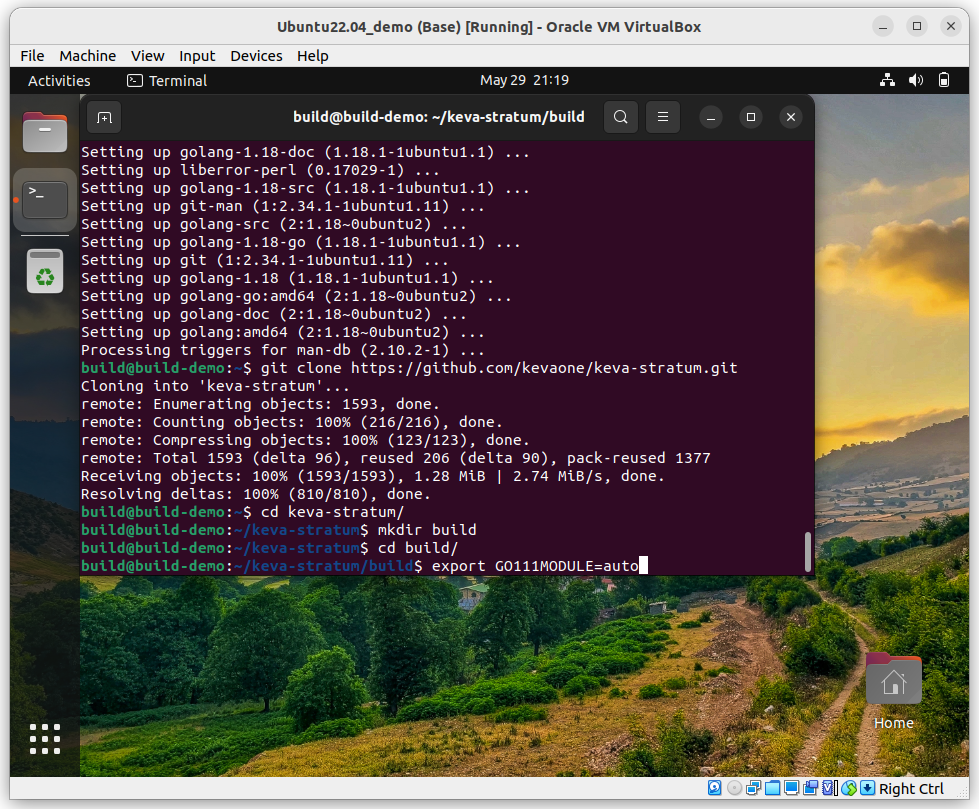 Ubuntu22.04_demo (Base) [Running] - Oracle VM VirtualBox
File Machine View Input Devices Help
Activities Terminal May 29 21:19
build@build-demo: ~/keva-stratum/build
Setting up golang-1.18-doc (1.18.1-1ubuntu1.1) ...
Setting up liberror-perl (0.17029-1) ...
Setting up golang-1.18-src (1.18.1-1ubuntu1.1) ...
Setting up git-man (1:2.34.1-1ubuntu1.11) ...
Setting up golang-src (2:1.18~0ubuntu2) ...
Setting up golang-1.18-go (1.18.1-1ubuntu1.1) ...
Setting up git (1:2.34.1-1ubuntu1.11) ...
Setting up golang-1.18 (1.18.1-1ubuntu1.1) ...
Setting up golang-go:amd64 (2:1.18~0ubuntu2) ...
Setting up golang-doc (2:1.18~0ubuntu2) ...
Setting up golang:amd64 (2:1.18~0ubuntu2) ...
Processing triggers for man-db (2.10.2-1) ...
build@build-demo:~$ git clone https://github.com/kevaone/keva-stratum.git
Cloning into 'keva-stratum'...
remote: Enumerating objects: 1593, done.
remote: Counting objects: 100% (216/216), done.
remote: Compressing objects: 100% (123/123), done.
remote: Total 1593 (delta 96), reused 206 (delta 90), pack-reused 1377
Receiving objects: 100% (1593/1593), 1.28 MiB | 2.74 MiB/s, done.
Resolving deltas: 100% (810/810), done.
build@build-demo:~$ cd keva-stratum/
build@build-demo:~/keva-stratum$ mkdir build
build@build-demo:~/keva-stratum$ cd build/
build@build-demo:~/keva-stratum/build$ export GO111MODULE=auto
Home
Right Ctrl